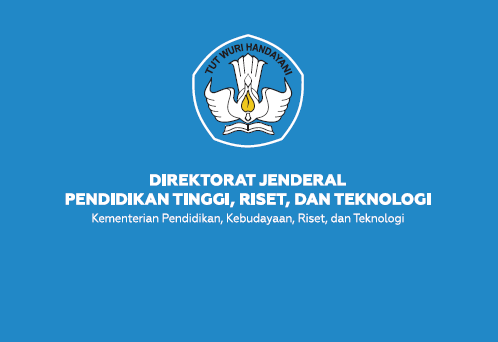 TUT WURI HANDAYANI
DIREKTORAT JENDERAL
PENDIDIKAN TINGGI, RISET, DAN TEKNOLOGI
Kementerian Pendidikan, Kebudayaan, Riset, dan Teknologi